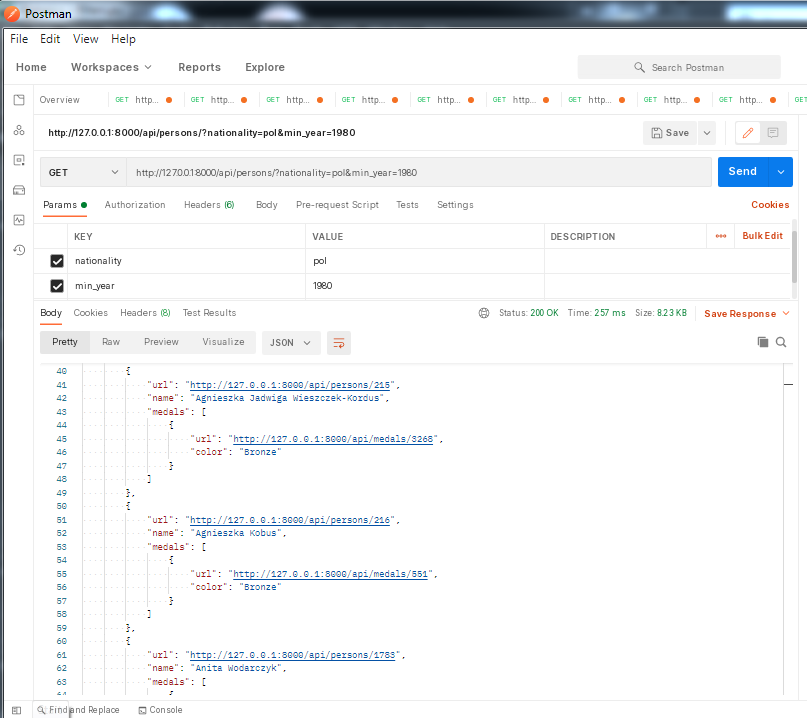 Postman
File Edit View Help
Home Workspaces Reports Explore Search Postman
Overview GET http... GET http... GET http... GET http... GET http... GET http... GET http... GET http... GET http... GET
http://127.0.0.1:8000/api/persons/?nationality=pol&min_year=1980 Save
GET http://127.0.0.1:8000/api/persons/?nationality=pol&min_year=1980 Send
Params Authorization Headers (6) Body Pre-request Script Tests Settings Cookies
KEY VALUE DESCRIPTION ooo Bulk Edit
nationality pol
min_year 1980
Body Cookies Headers (8) Test Results Status: 200 OK Time: 257 ms Size: 8.23 KB Save Response
Pretty Raw Preview Visualize JSON
40 {
41 "url": "http://127.0.0.1:8000/api/persons/215",
42 "name": "Agnieszka Jadwiga Wieszczek-Kordus",
43 "medals": [
44 {
45 "url": "http://127.0.0.1:8000/api/medals/3268",
46 "color": "Bronze"
47 }
48 ]
49 },
50 {
51 "url": "http://127.0.0.1:8000/api/persons/216",
52 "name": "Agnieszka Kobus",
53 "medals": [
54 {
55 "url": "http://127.0.0.1:8000/api/medals/551",
56 "color": "Bronze"
57 }
58 ]
59 },
60 {
61 "url": "http://127.0.0.1:8000/api/persons/1783",
62 "name": "Anita Wodarczyk",
63 "medals": [
64 {
Find and Replace Console